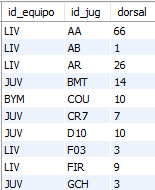 id_equipo id_jug dorsal
LIV AA 66
LIV AB 1
LIV AR 26
JUV BMT 14
BYM COU 10
JUV CR7 7
JUV D10 10
LIV F03 3
LIV FIR 9
JUV GCH 3